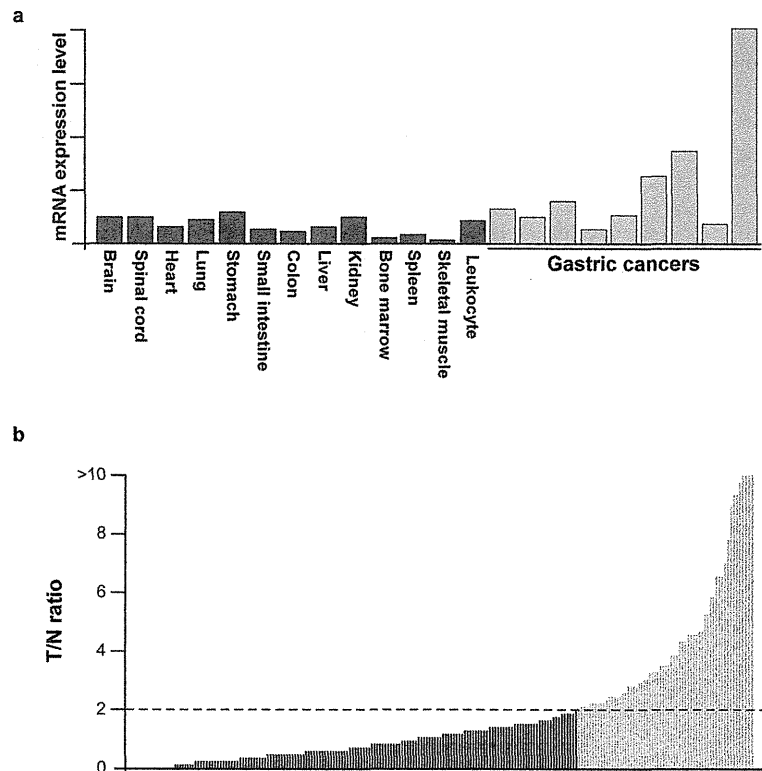 a
mRNA expression level
Brain
Spinal cord
Heart
Lung
Stomach
Small intestine
Colon
Liver
Kidney
Bone marrow
Spleen
Skeletal muscle
Leukocyte
Gastric cancers
b
T/N ratio
>10
8
6
4
2
0